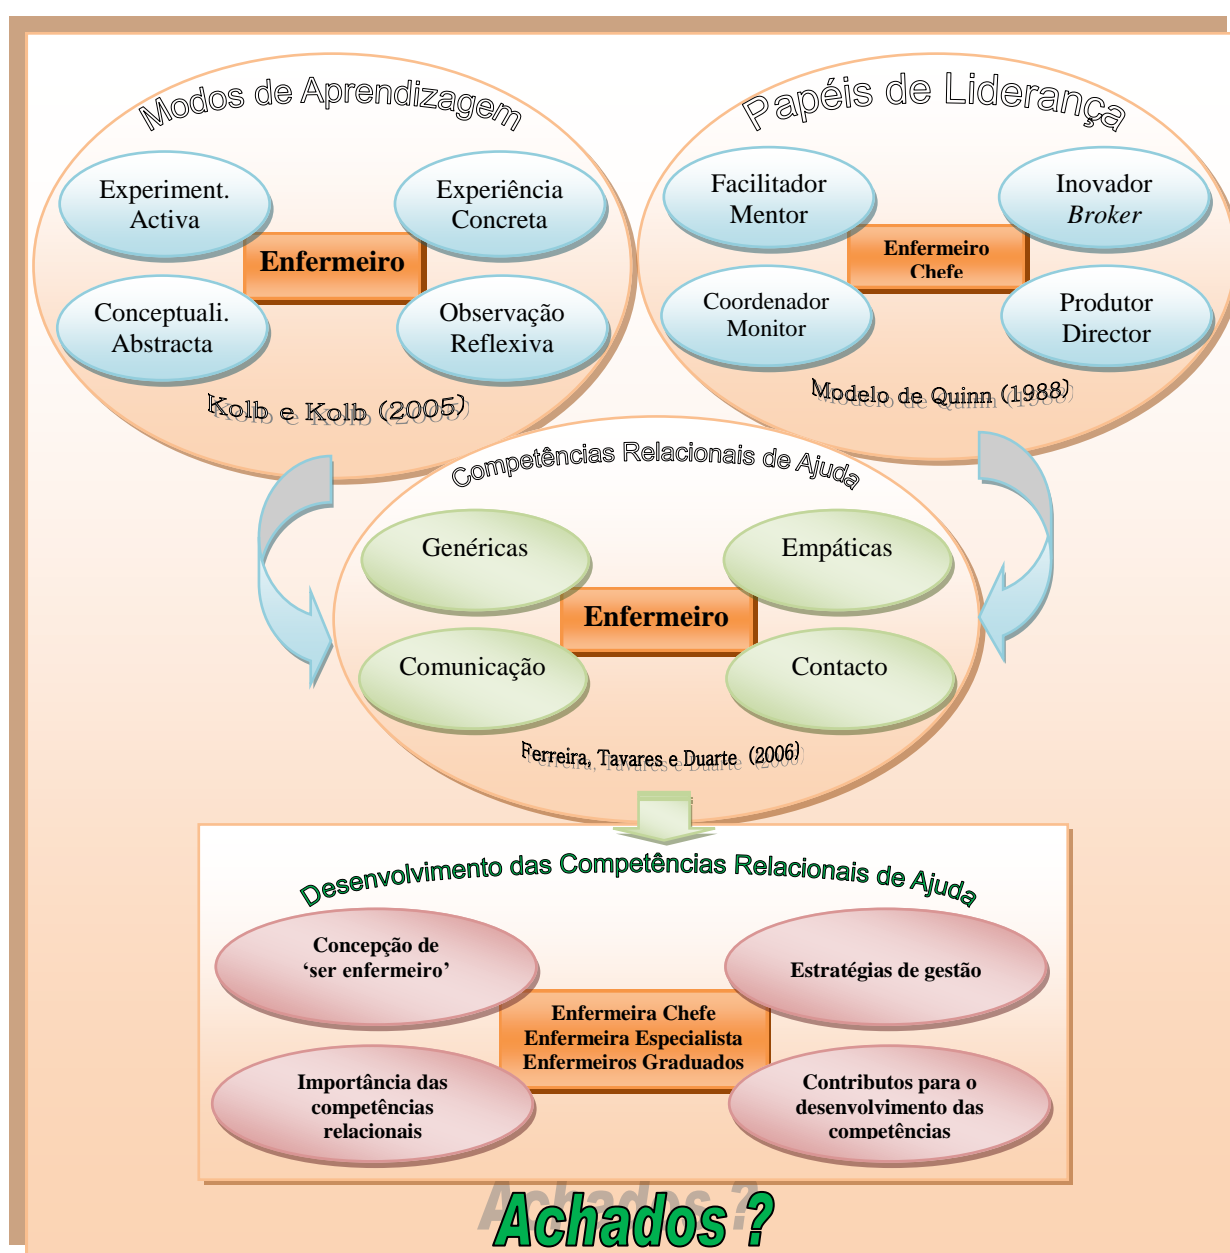 Modos de Aprendizagem
Experiment.
Activa
Experiência
Concreta
Enfermeiro
Conceptuali.
Abstracta
Observação
Reflexiva
Kolb e Kolb (2005)
Papéis de Liderança
Facilitador
Mentor
Inovador
Broker
Enfermeiro
Chefe
Coordenador
Monitor
Produtor
Director
Modelo de Quinn (1988)
Competências Relacionais de Ajuda
Genéricas
Empáticas
Enfermeiro
Comunicação
Contacto
Ferreira, Tavares e Duarte (2006)
Desenvolvimento das Competências Relacionais de Ajuda
Concepção de
‘ser enfermeiro’
Estratégias de gestão
Enfermeira Chefe
Enfermeira Especialista
Enfermeiros Graduados
Importância das
competências
relacionais
Contributos para o
desenvolvimento das
competências
Achados ?